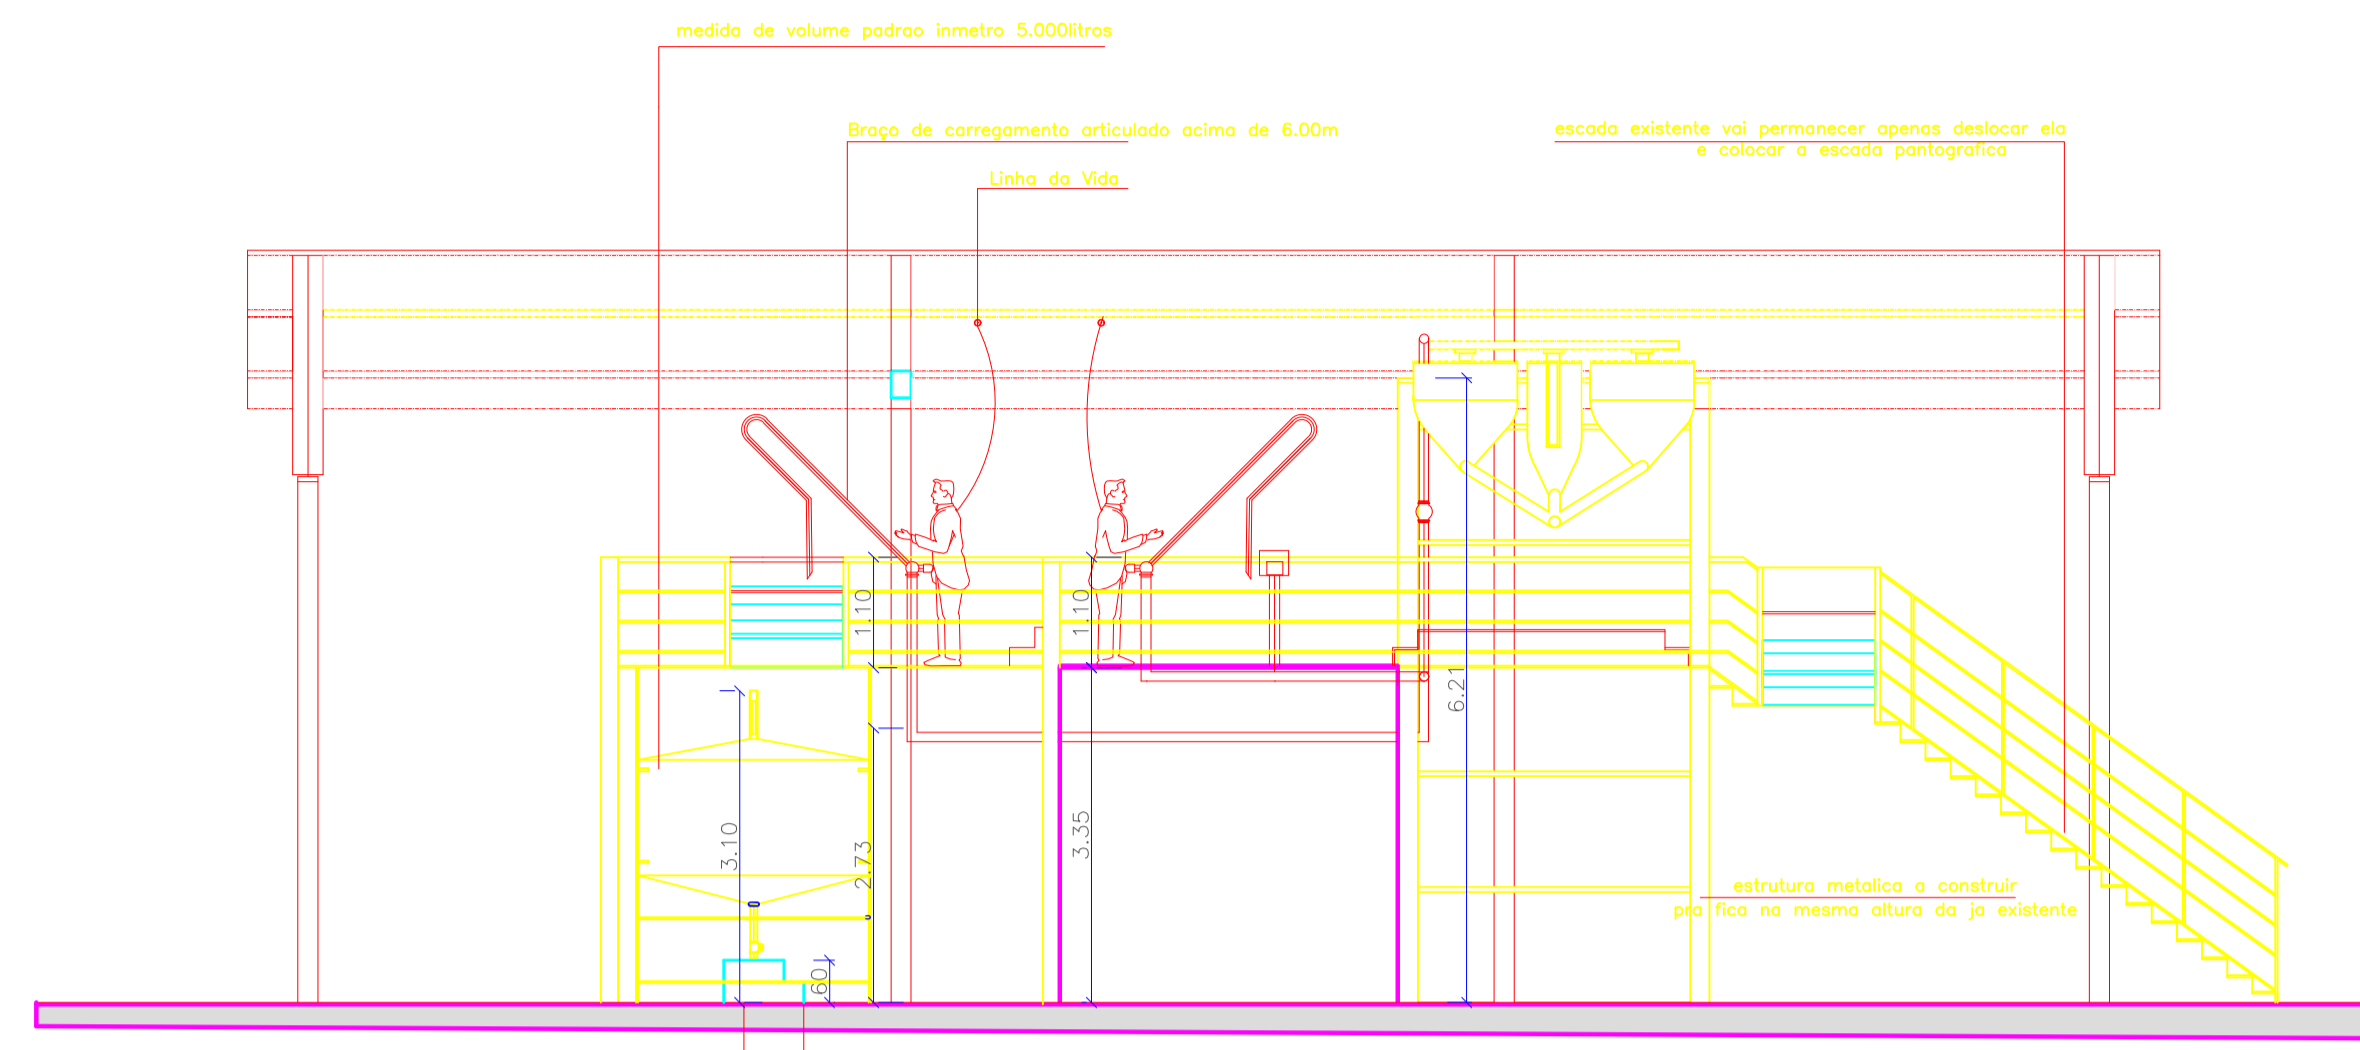 medida de volume padrao inmetro 5.000litros
Braço de carregamento articulado acima de 6.00m
escada existente vai permanecer apenas deslocar ela
e colocar a escada pantografica
Linha da Vida
1.10
1.10
6.21
3.10
2.73
3.35
60
estrutura metalica a construir
pra fica na mesma altura da ja existente